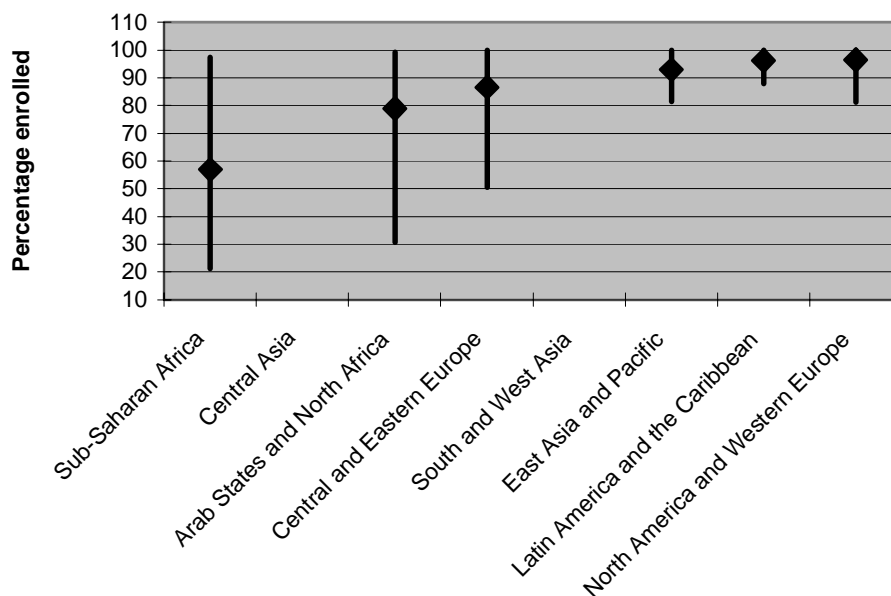 110
100
90
80
70
60
50
40
30
20
10
Percentage enrolled
Sub-Saharan Africa
Central Asia
Arab States and North Africa
Central and Eastern Europe
South and West Asia
East Asia and Pacific
Latin America and the Caribbean
North America and Western Europe